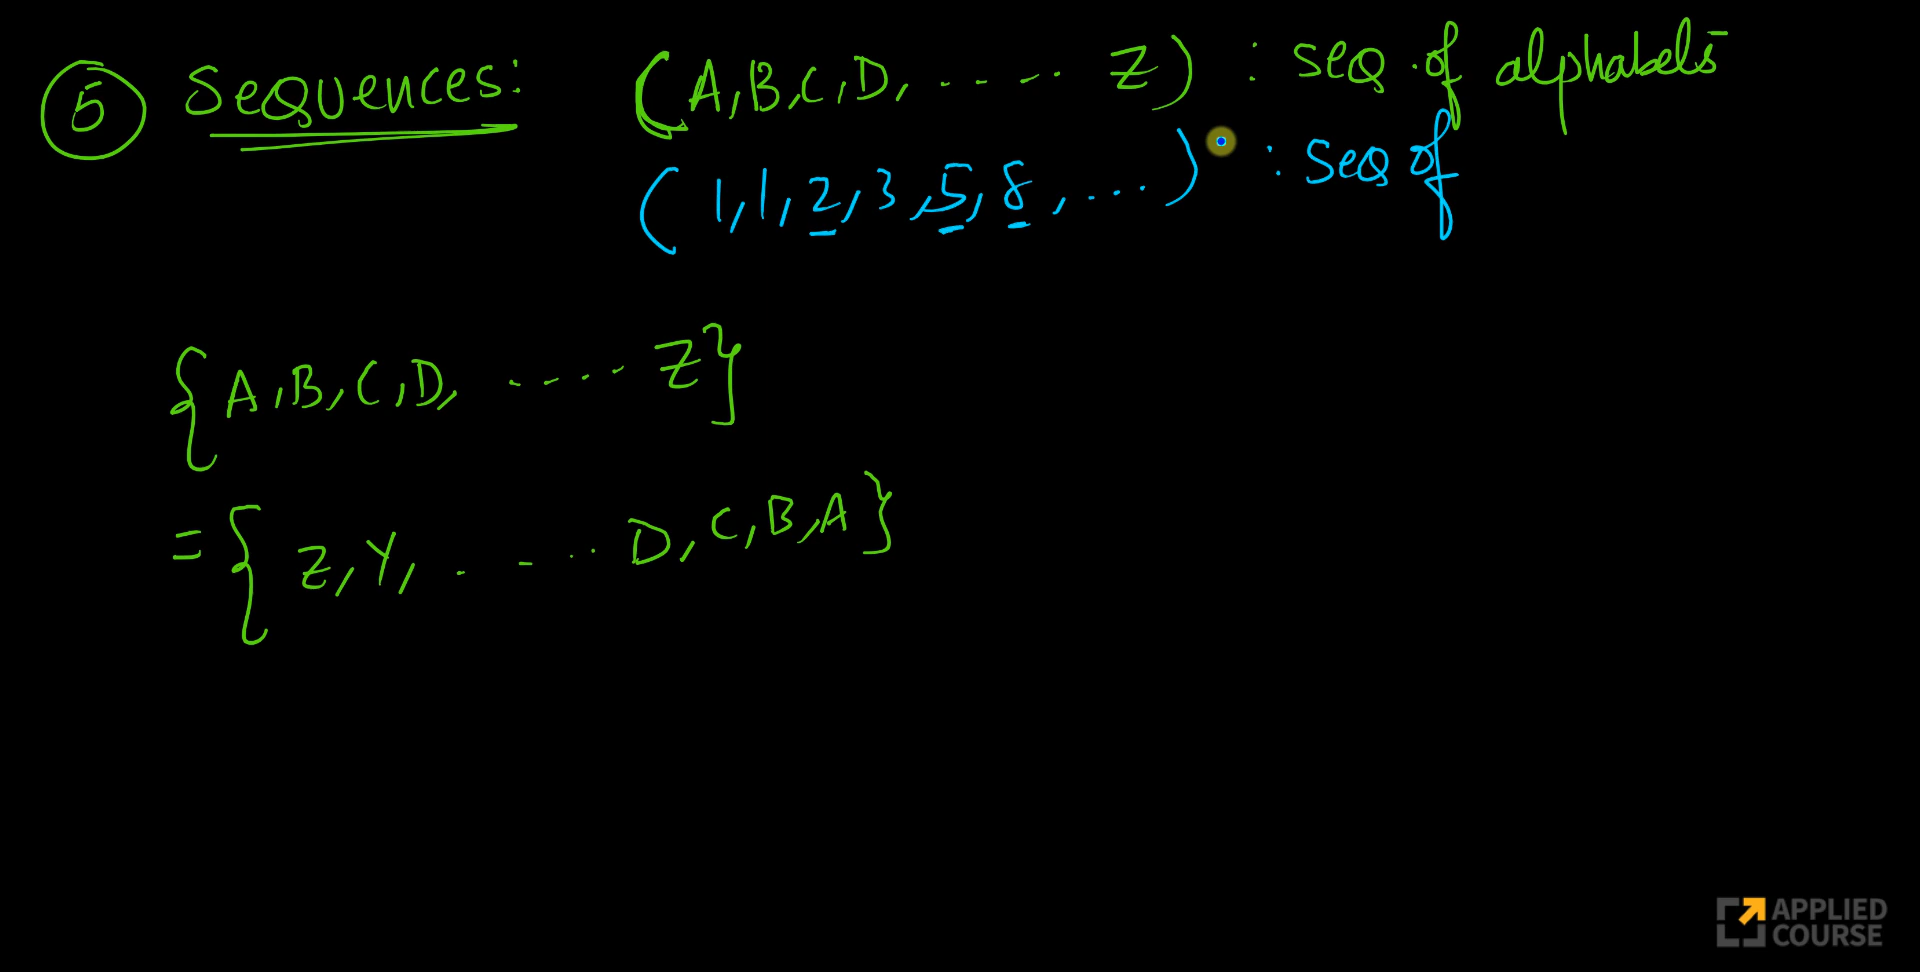 5 Sequences: (A, B, C, D, ..... Z) : seq. of alphabets
(1, 1, 2, 3, 5, 8, ...) : seq of
{A, B, C, D, ..... Z}
= {Z, Y, ..... D, C, B, A}
APPLIED
COURSE